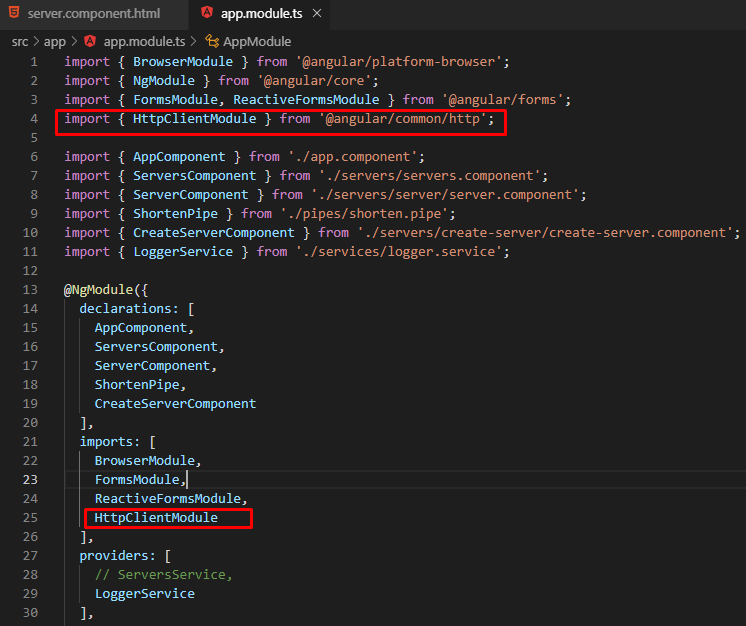 server.component.html app.module.ts ×
src > app > app.module.ts > AppModule
1 import { BrowserModule } from '@angular/platform-browser';
2 import { NgModule } from '@angular/core';
3 import { FormsModule, ReactiveFormsModule } from '@angular/forms';
4 import { HttpClientModule } from '@angular/common/http';
5
6 import { AppComponent } from './app.component';
7 import { ServersComponent } from './servers/servers.component';
8 import { ServerComponent } from './servers/server/server.component';
9 import { ShortenPipe } from './pipes/shorten.pipe';
10 import { CreateServerComponent } from './servers/create-server/create-server.component';
11 import { LoggerService } from './services/logger.service';
12
13 @NgModule({
14   declarations: [
15     AppComponent,
16     ServersComponent,
17     ServerComponent,
18     ShortenPipe,
19     CreateServerComponent
20   ],
21   imports: [
22     BrowserModule,
23     FormsModule,
24     ReactiveFormsModule,
25     HttpClientModule
26   ],
27   providers: [
28     // ServersService,
29     LoggerService
30   ],